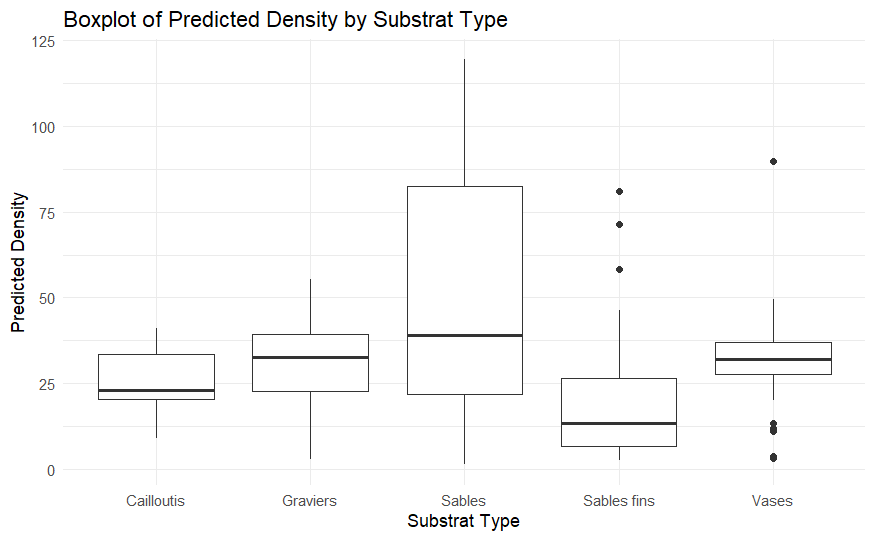 Boxplot of Predicted Density by Substrat Type
125
100
75
50
25
0
Predicted Density
Cailloutis Graviers Sables Sables fins Vases
Substrat Type